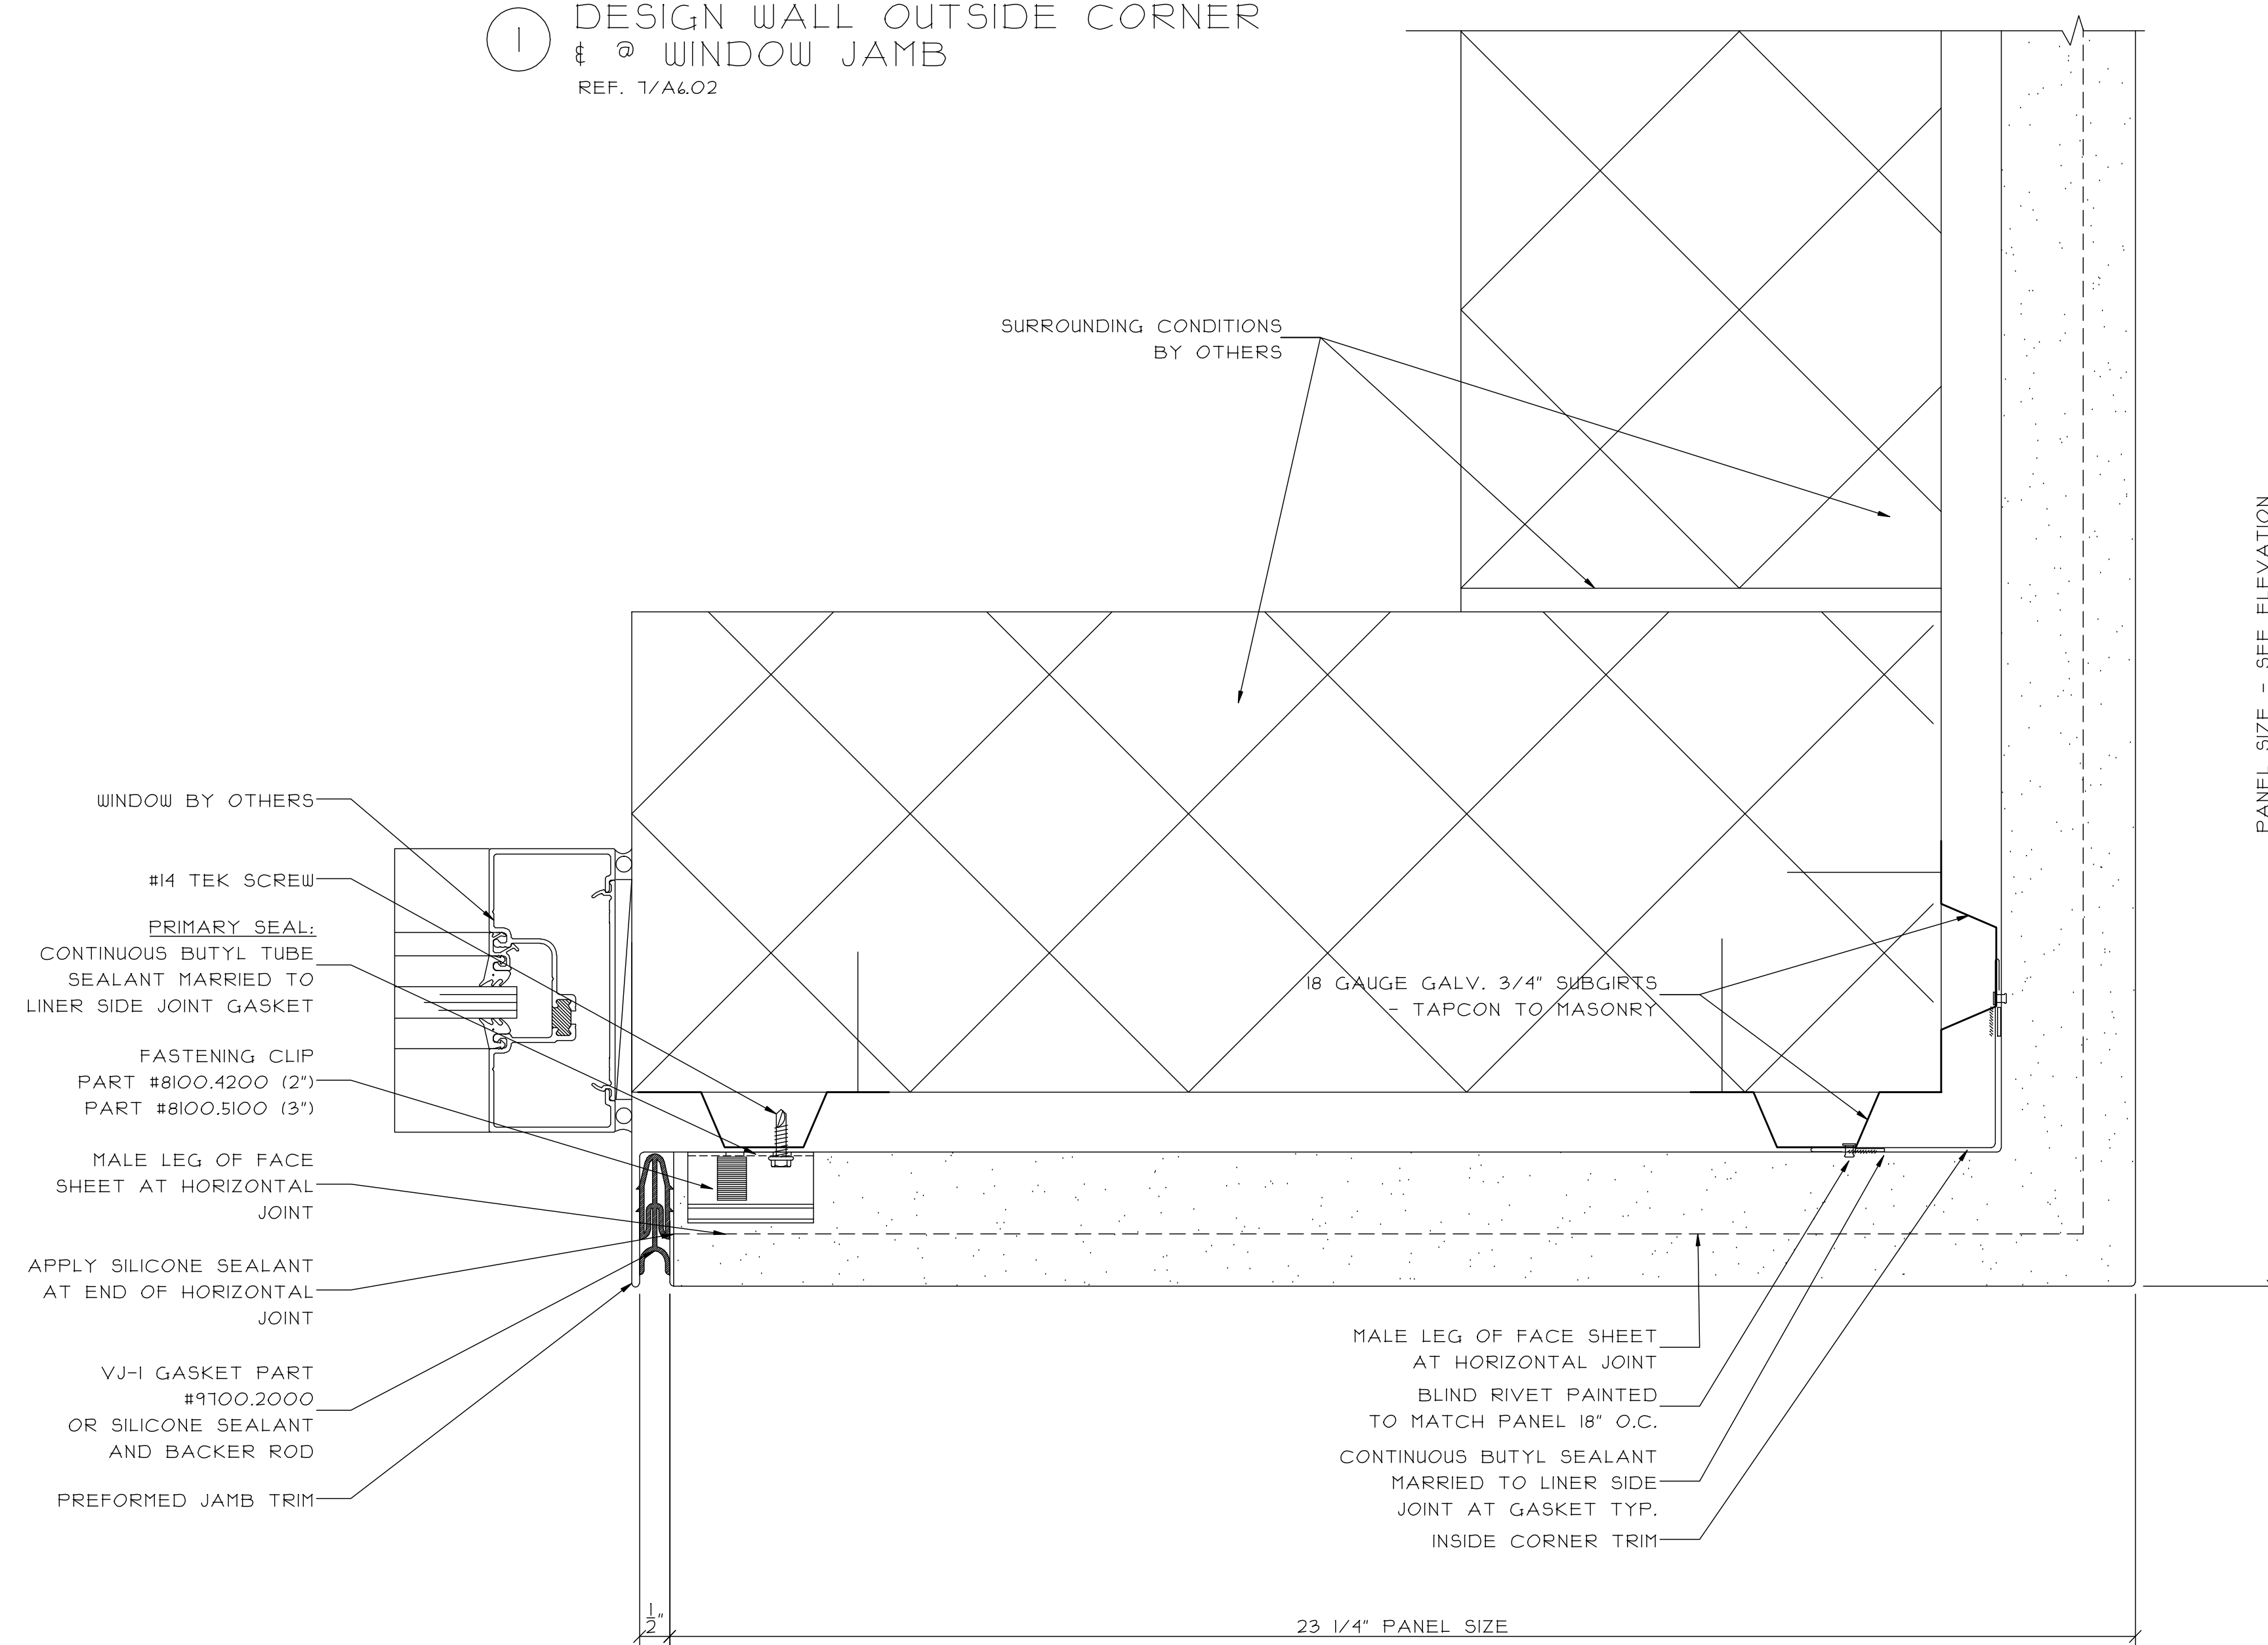 1
DESIGN WALL OUTSIDE CORNER
& @ WINDOW JAMB
REF. 7/A6.02
SURROUNDING CONDITIONS
BY OTHERS
PANEL SIZE - SEE ELEVATION
WINDOW BY OTHERS
#14 TEK SCREW
PRIMARY SEAL:
CONTINUOUS BUTYL TUBE
SEALANT MARRIED TO
LINER SIDE JOINT GASKET
FASTENING CLIP
PART #8100.4200 (2")
PART #8100.5100 (3")
MALE LEG OF FACE
SHEET AT HORIZONTAL
JOINT
APPLY SILICONE SEALANT
AT END OF HORIZONTAL
JOINT
VJ-1 GASKET PART
#9700.2000
OR SILICONE SEALANT
AND BACKER ROD
PREFORMED JAMB TRIM
18 GAUGE GALV. 3/4" SUBGIRTS
- TAPCON TO MASONRY
MALE LEG OF FACE SHEET
AT HORIZONTAL JOINT
BLIND RIVET PAINTED
TO MATCH PANEL 18" O.C.
CONTINUOUS BUTYL SEALANT
MARRIED TO LINER SIDE
JOINT AT GASKET TYP.
INSIDE CORNER TRIM
1/2"
23 1/4" PANEL SIZE